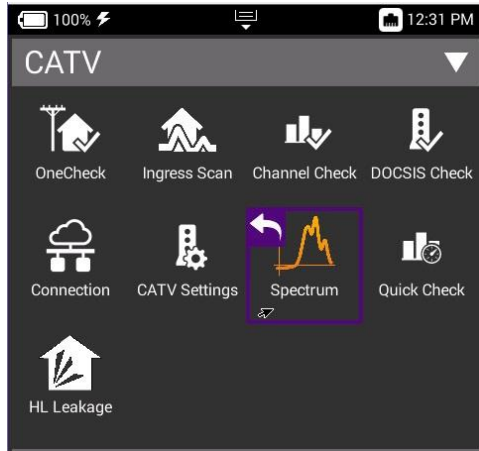 100% 12:31 PM
CATV
OneCheck Ingress Scan Channel Check DOCSIS Check
Connection CATV Settings Spectrum Quick Check
HL Leakage